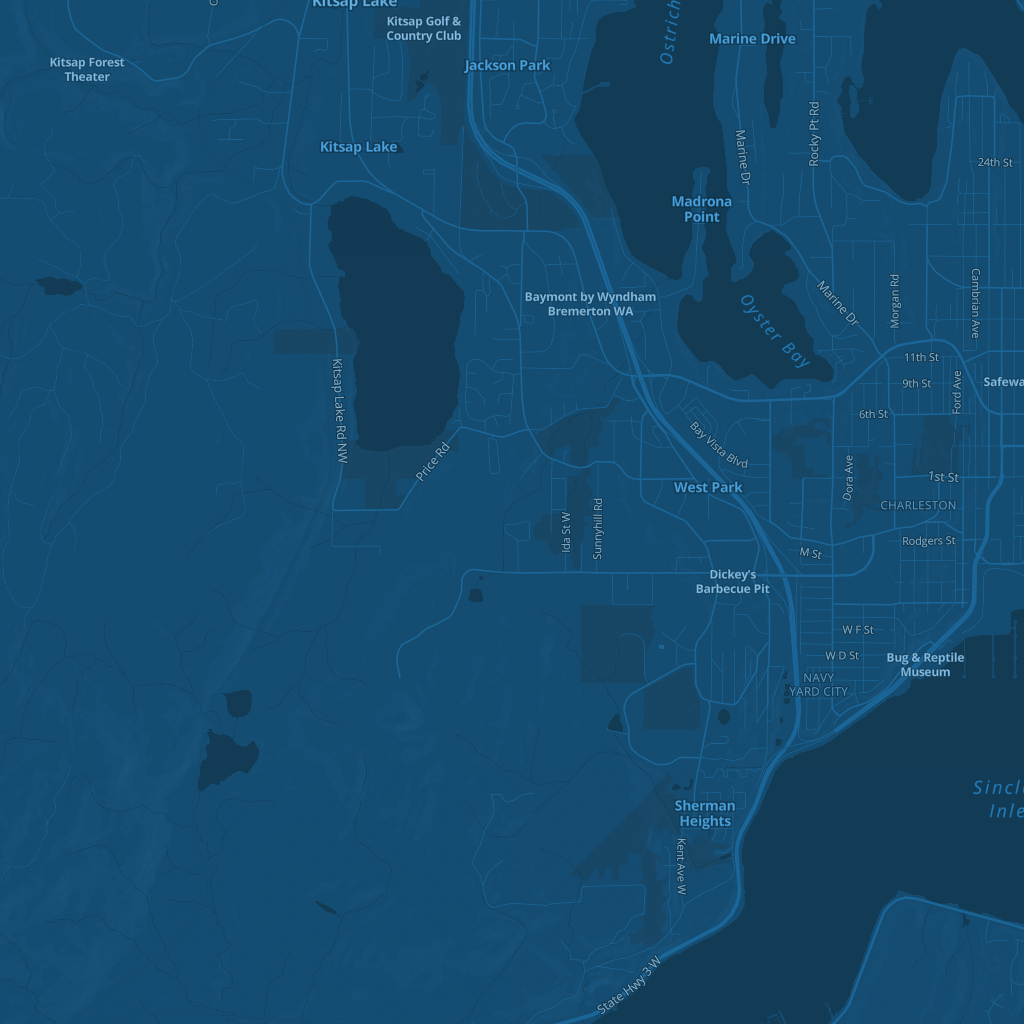 Kitsap Lake
Kitsap Golf &
Country Club
Ostrich
Marine Drive
Kitsap Forest
Theater
Jackson Park
Rocky Pt Rd
Marine Dr
Kitsap Lake
24th St
Madrona
Point
Baymont by Wyndham
Bremerton WA
Oyster Bay
Marine Dr
Morgan Rd
Cambrian Ave
11th St
9th St
Ford Ave
Safewa
6th St
Kitsap Lake Rd NW
Price Rd
Bay Vista Blvd
Dora Ave
1st St
West Park
CHARLESTON
Ida St W
Sunnyhill Rd
Rodgers St
M St
Dickey's
Barbecue Pit
W F St
W D St
Bug & Reptile
Museum
NAVY
YARD CITY
Sincl
Inle
Sherman
Heights
Kent Ave W
State Hwy 3 W